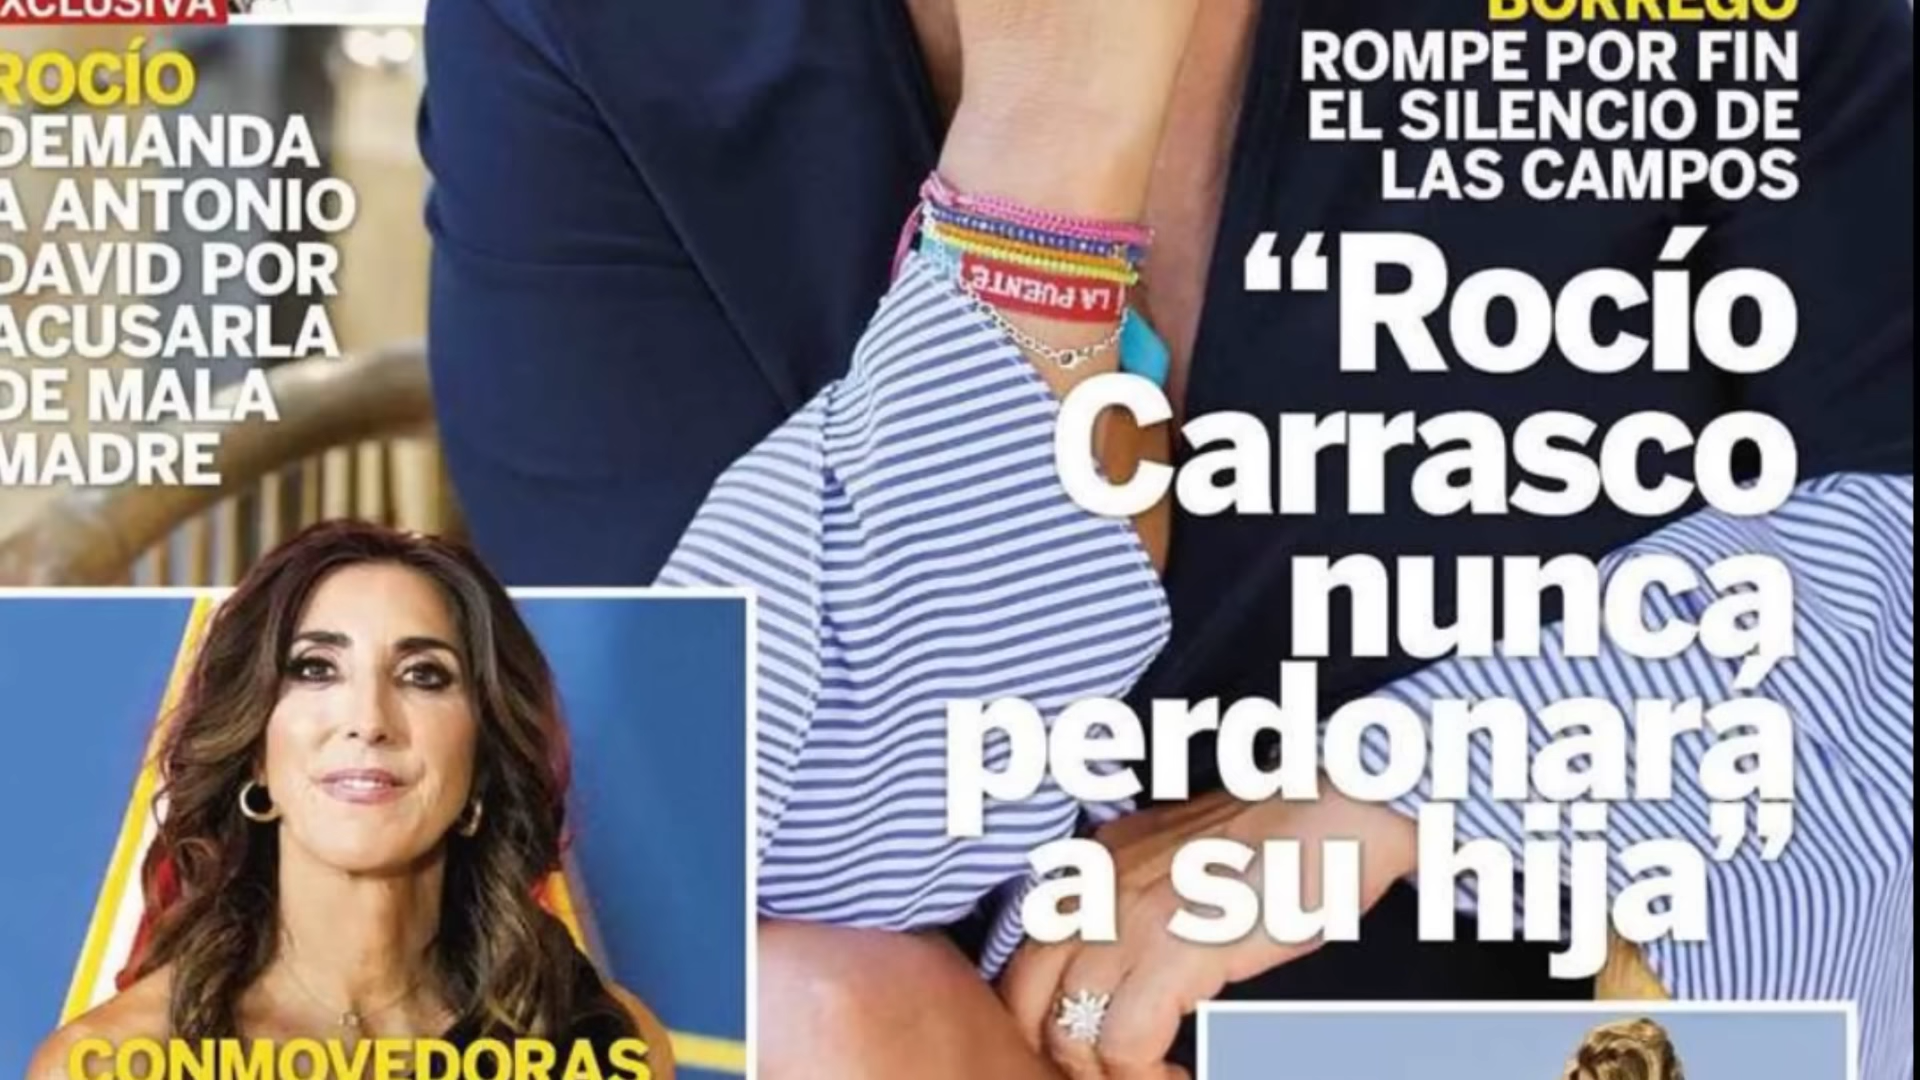 EXCLUSIVA
ROCÍO
DEMANDA
A ANTONIO
DAVID POR
ACUSARLA
DE MALA
MADRE
BORREGO
ROMPE POR FIN
EL SILENCIO DE
LAS CAMPOS
“Rocío
Carrasco
nunca
perdonará
a su hija”
LA PUENTE
CONMOVEDORAS